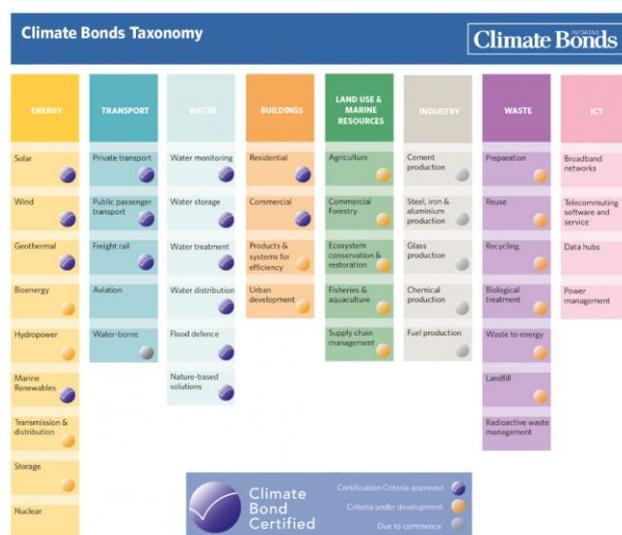 Climate Bonds Taxonomy
Climate Bonds
INITIATIVE
ENERGY
Solar
Wind
Geothermal
Bioenergy
Hydropower
Marine
Renewables
Transmission &
distribution
Storage
Nuclear
TRANSPORT
Private transport
Public passenger
transport
Freight rail
Aviation
Water-borne
WATER
Water monitoring
Water storage
Water treatment
Water distribution
Flood defence
Nature-based
solutions
BUILDINGS
Residential
Commercial
Products &
systems for
efficiency
Urban
development
LAND USE &
MARINE
RESOURCES
Agriculture
Commercial
Forestry
Ecosystem
conservation &
restoration
Fisheries &
aquaculture
Supply chain
management
INDUSTRY
Cement
production
Steel, iron &
aluminium
production
Glass
production
Chemical
production
Fuel production
WASTE
Preparation
Reuse
Recycling
Biological
treatment
Waste to energy
Landfill
Radioactive waste
management
ICT
Broadband
networks
Telecommuting
software and
service
Data hubs
Power
management
Climate
Bond
Certified
Certification Criteria approved
Criteria under development
Due to commence